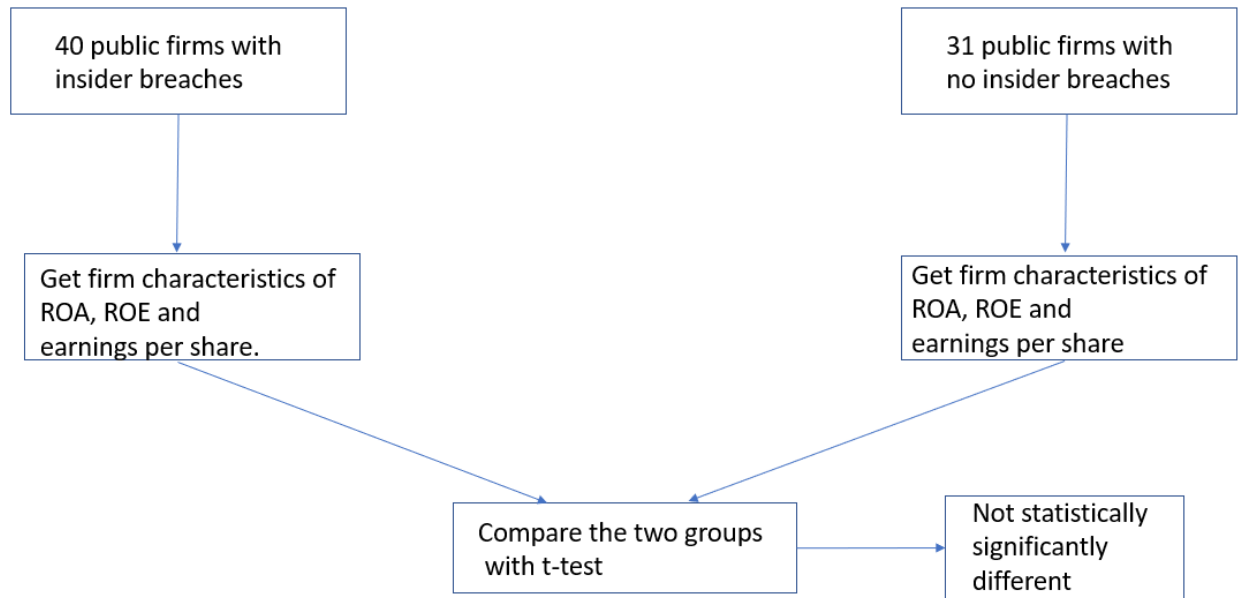 40 public firms with
insider breaches
31 public firms with
no insider breaches
Get firm characteristics of
ROA, ROE and
earnings per share.
Get firm characteristics of
ROA, ROE and
earnings per share
Compare the two groups
with t-test
Not statistically
significantly
different